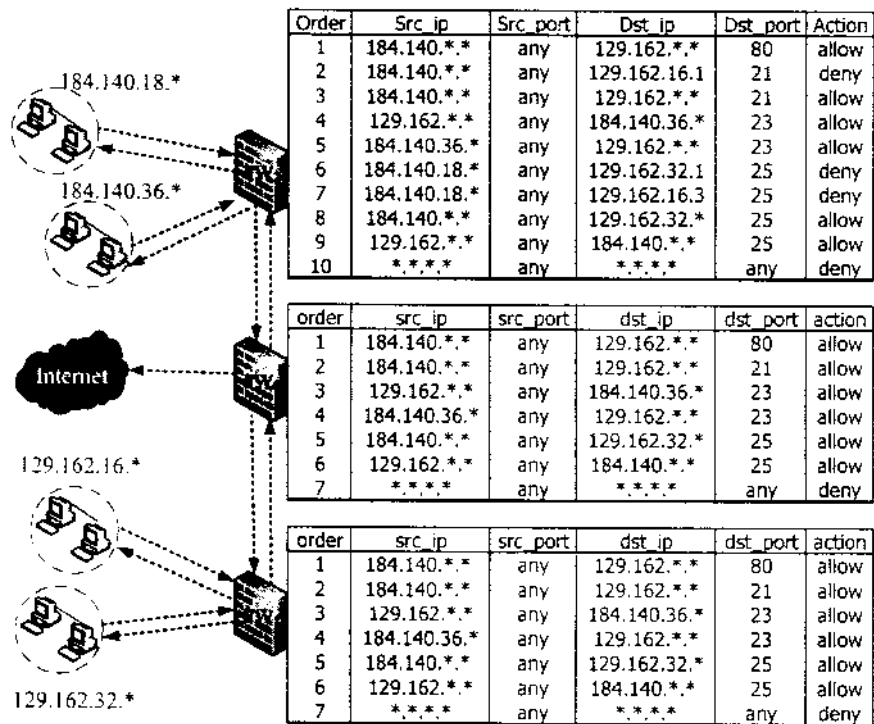 Order Src_ip Src_port Dst_ip Dst_port Action
1 184.140.*.* any 129.162.*.* 80 allow
2 184.140.*.* any 129.162.16.1 21 deny
3 184.140.*.* any 129.162.*.* 21 allow
4 129.162.*.* any 184.140.36.* 23 allow
5 184.140.36.* any 129.162.*.* 23 allow
6 184.140.18.* any 129.162.32.1 25 deny
7 184.140.18.* any 129.162.16.3 25 deny
8 184.140.*.* any 129.162.32.* 25 allow
9 129.162.*.* any 184.140.*.* 25 allow
10 *.*.*.* any *.*.*.* any deny
184.140.18.*
184.140.36.*
order src_ip src_port dst_ip dst_port action
1 184.140.*.* any 129.162.*.* 80 allow
2 184.140.*.* any 129.162.*.* 21 allow
3 129.162.*.* any 184.140.36.* 23 allow
4 184.140.36.* any 129.162.*.* 23 allow
5 184.140.*.* any 129.162.32.* 25 allow
6 129.162.*.* any 184.140.*.* 25 allow
7 *.*.*.* any *.*.*.* any deny
Internet
129.162.16.*
129.162.32.*
order src_ip src_port dst_ip dst_port action
1 184.140.*.* any 129.162.*.* 80 allow
2 184.140.*.* any 129.162.*.* 21 allow
3 129.162.*.* any 184.140.36.* 23 allow
4 184.140.36.* any 129.162.*.* 23 allow
5 184.140.*.* any 129.162.32.* 25 allow
6 129.162.*.* any 184.140.*.* 25 allow
7 *.*.*.* any *.*.*.* any deny